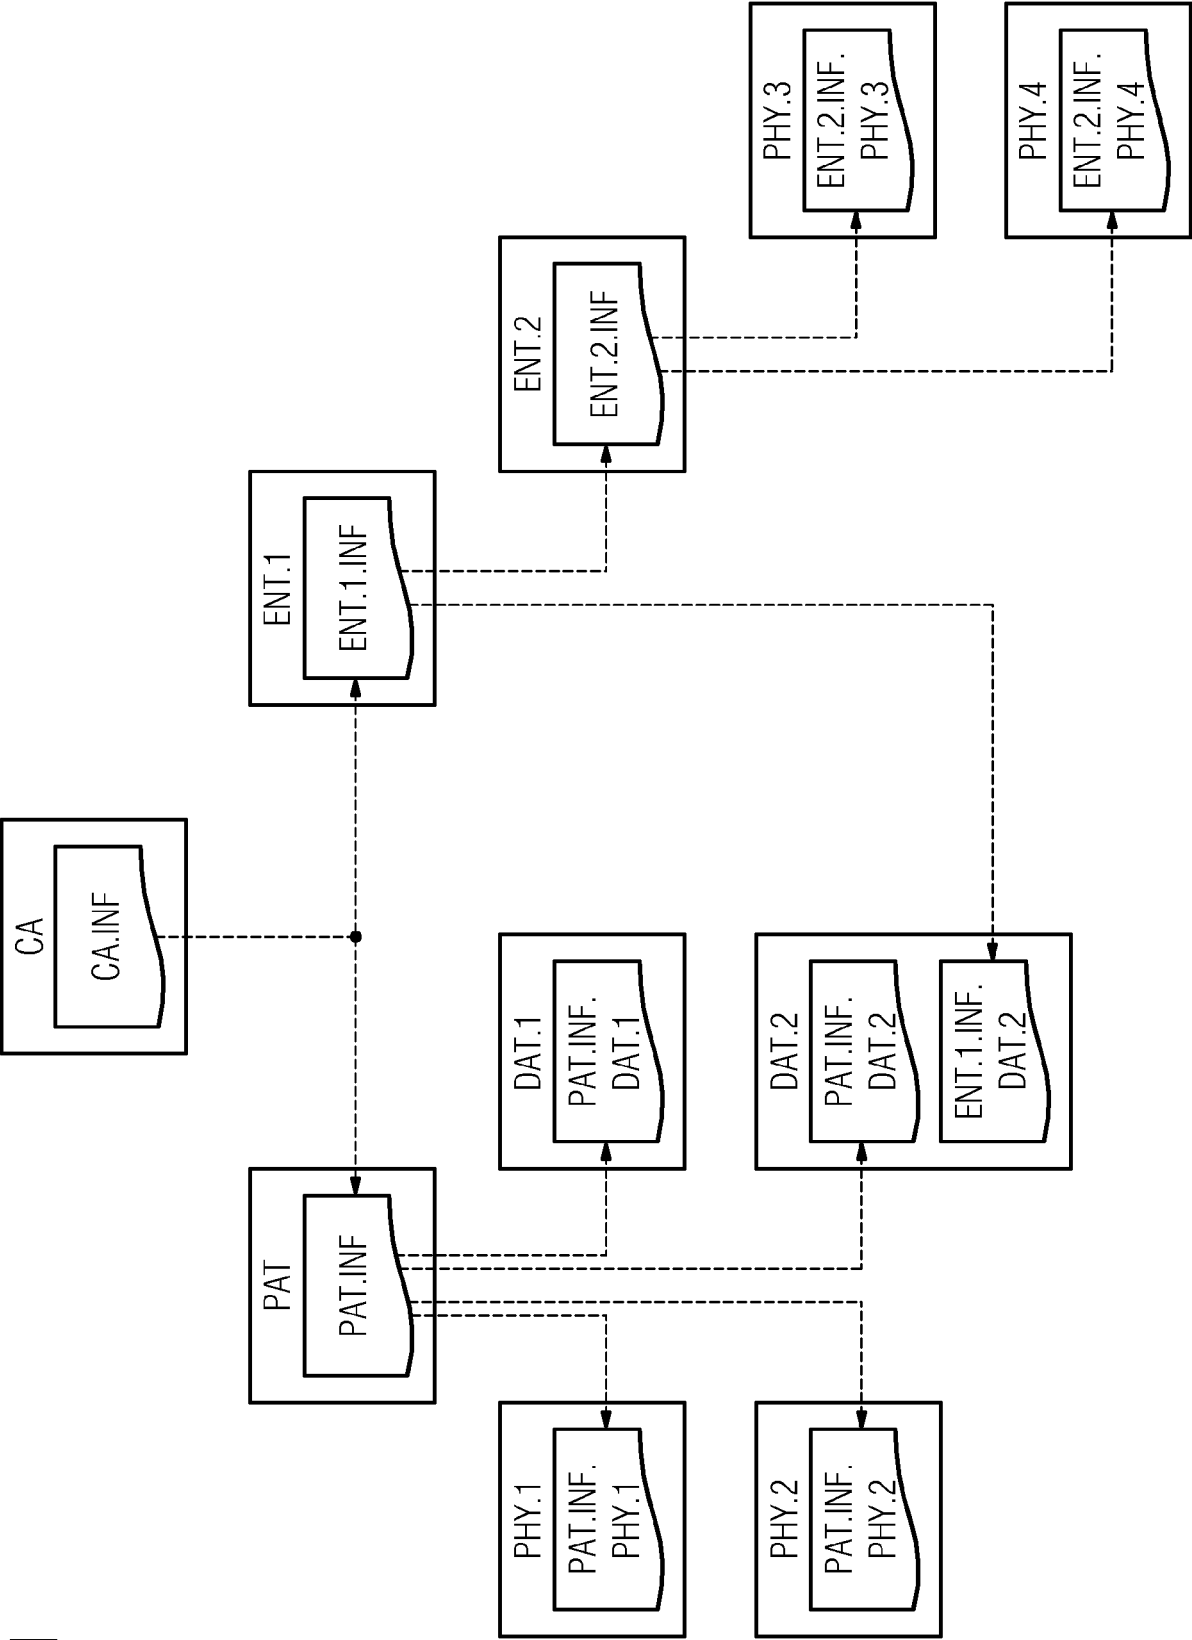 CA
CA.INF
PAT
PAT.INF
ENT.1
ENT.1.INF
PHY.1
PAT.INF.
PHY.1
DAT.1
PAT.INF.
DAT.1
ENT.2
ENT.2.INF
PHY.2
PAT.INF.
PHY.2
DAT.2
PAT.INF.
DAT.2
ENT.1.INF.
DAT.2
PHY.3
ENT.2.INF.
PHY.3
PHY.4
ENT.2.INF.
PHY.4